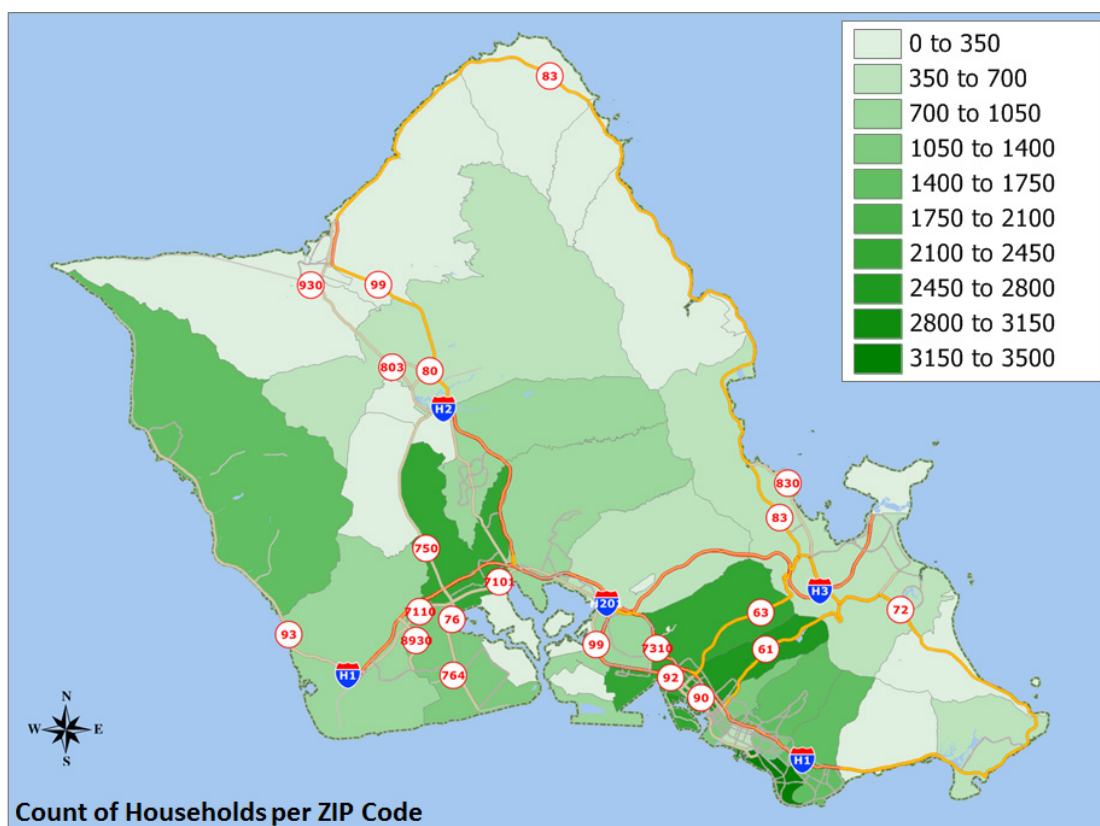 83
0 to 350
350 to 700
700 to 1050
1050 to 1400
1400 to 1750
1750 to 2100
2100 to 2450
2450 to 2800
2800 to 3150
3150 to 3500
930
99
803
80
H2
830
83
750
7101
H20
H3
7110
76
63
72
93
8930
99
7310
61
H1
764
92
90
N
W E
S
H1
Count of Households per ZIP Code